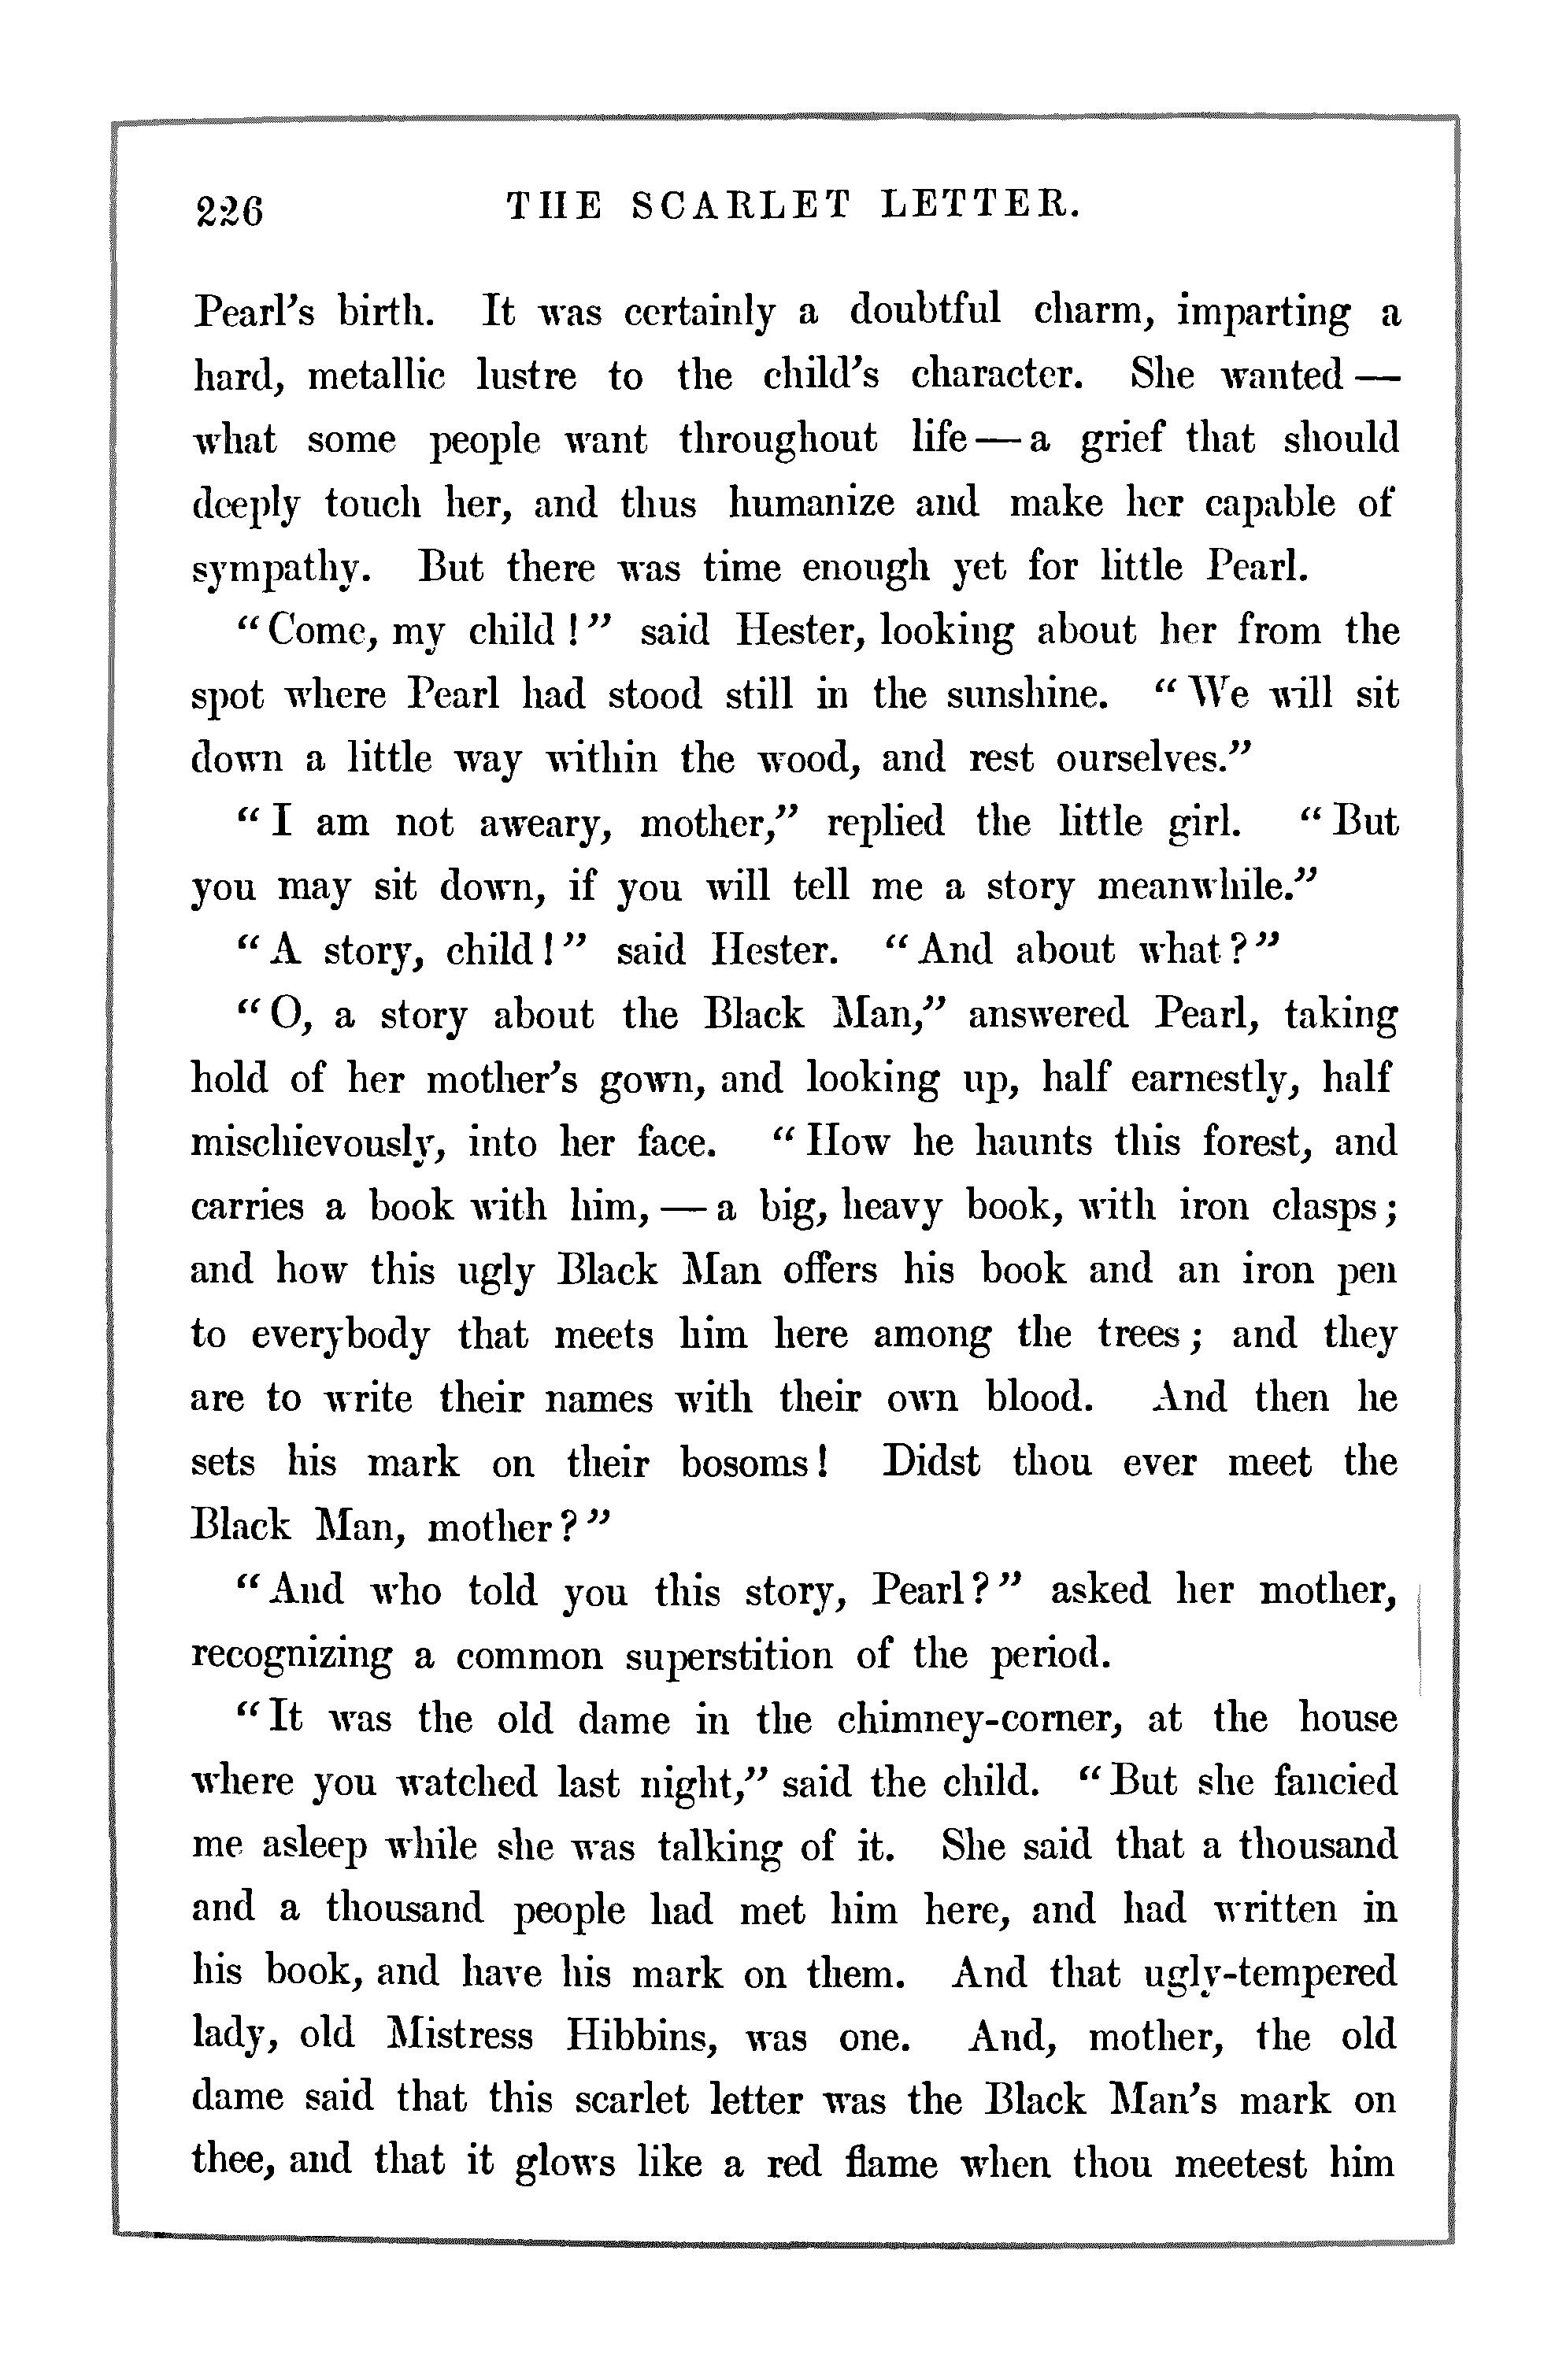 226 THE SCARLET LETTER.
Pearl's birth. It was certainly a doubtful charm, imparting a
hard, metallic lustre to the child's character. She wanted —
what some people want throughout life — a grief that should
deeply touch her, and thus humanize and make her capable of
sympathy. But there was time enough yet for little Pearl.
"Come, my child!" said Hester, looking about her from the
spot where Pearl had stood still in the sunshine. "We will sit
down a little way within the wood, and rest ourselves."
"I am not aweary, mother," replied the little girl. "But
you may sit down, if you will tell me a story meanwhile."
"A story, child!" said Hester. "And about what?"
"O, a story about the Black Man," answered Pearl, taking
hold of her mother's gown, and looking up, half earnestly, half
mischievously, into her face. "How he haunts this forest, and
carries a book with him, — a big, heavy book, with iron clasps;
and how this ugly Black Man offers his book and an iron pen
to everybody that meets him here among the trees; and they
are to write their names with their own blood. And then he
sets his mark on their bosoms! Didst thou ever meet the
Black Man, mother?"
"And who told you this story, Pearl?" asked her mother,
recognizing a common superstition of the period.
"It was the old dame in the chimney-corner, at the house
where you watched last night," said the child. "But she fancied
me asleep while she was talking of it. She said that a thousand
and a thousand people had met him here, and had written in
his book, and have his mark on them. And that ugly-tempered
lady, old Mistress Hibbins, was one. And, mother, the old
dame said that this scarlet letter was the Black Man's mark on
thee, and that it glows like a red flame when thou meetest him